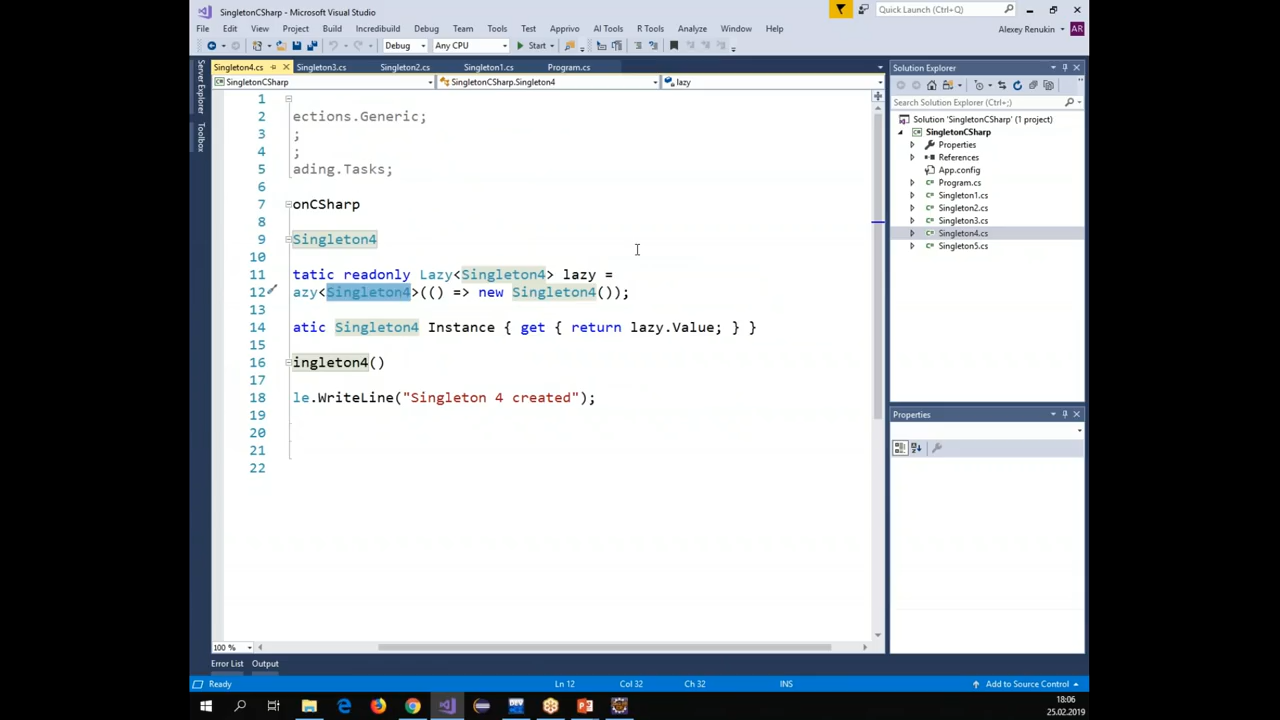 SingletonCSharp - Microsoft Visual Studio
Quick Launch (Ctrl+Q)
File Edit View Project Build Incredibuild Debug Team Tools Test Appvio AI Tools R Tools Analyze Window Help
Alexey Renukin AR
Debug Any CPU Start
Singleton4.cs Singleton3.cs Singleton2.cs Singleton1.cs Program.cs
SingletonCSharp SingletonCSharp.Singleton4 lazy
Server Explorer
Toolbox
1
2 ections.Generic;
3 ;
4 ;
5 ading.Tasks;
6
7 onCSharp
8
9 Singleton4
10
11 tatic readonly Lazy<Singleton4> lazy =
12 azy<Singleton4>(() => new Singleton4());
13
14 atic Singleton4 Instance { get { return lazy.Value; } }
15
16 ingleton4()
17
18 le.WriteLine("Singleton 4 created");
19
20
21
22
100 %
Solution Explorer
Search Solution Explorer (Ctrl+;)
Solution 'SingletonCSharp' (1 project)
SingletonCSharp
Properties
References
App.config
Program.cs
Singleton1.cs
Singleton2.cs
Singleton3.cs
Singleton4.cs
Singleton5.cs
Properties
Error List Output
Ready Ln 12 Col 32 Ch 32 INS Add to Source Control
18:06
25.02.2019